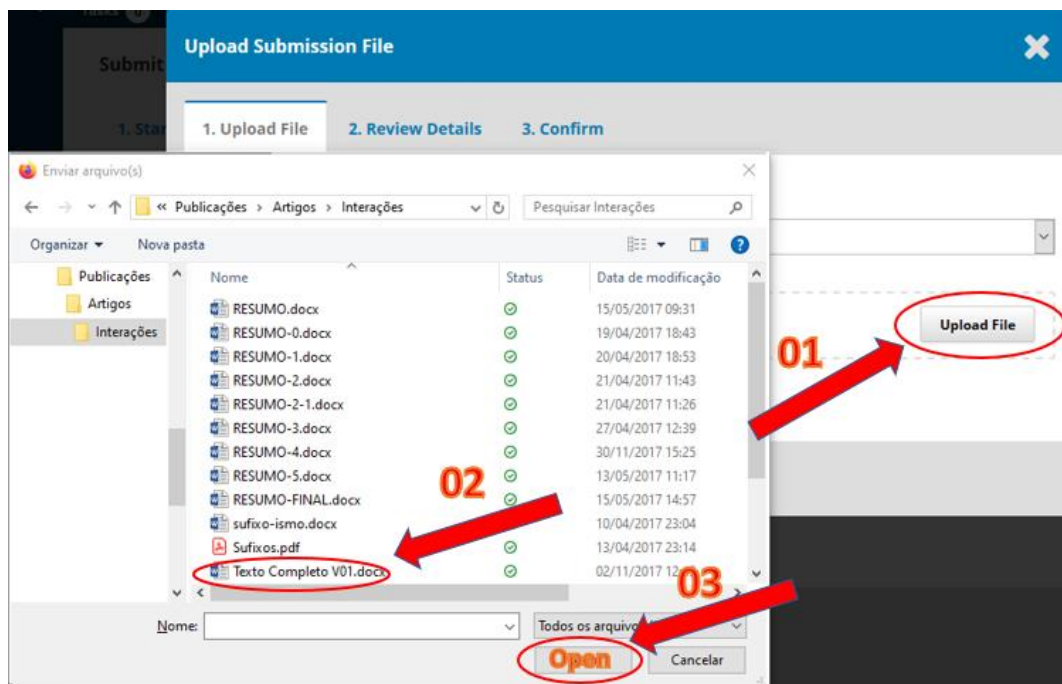 Tasks 0
Upload Submission File
Submit
1. Star
1. Upload File 2. Review Details 3. Confirm
Enviar arquivo(s)
« Publicações > Artigos > Interações Pesquisar Interações
Organizar Nova pasta
Publicações
Artigos
Interações
Nome Status Data de modificação
RESUMO.docx 15/05/2017 09:31
RESUMO-0.docx 19/04/2017 18:43
RESUMO-1.docx 20/04/2017 18:53
RESUMO-2.docx 21/04/2017 11:43
RESUMO-2-1.docx 21/04/2017 11:26
RESUMO-3.docx 27/04/2017 12:39
RESUMO-4.docx 30/11/2017 15:25
RESUMO-5.docx 13/05/2017 11:17
RESUMO-FINAL.docx 15/05/2017 14:57
sufixo-ismo.docx 10/04/2017 23:04
Sufixos.pdf 13/04/2017 23:14
Texto Completo V01.docx 02/11/2017
Nome: Todos os
Open Cancelar
Upload File
01
02
03